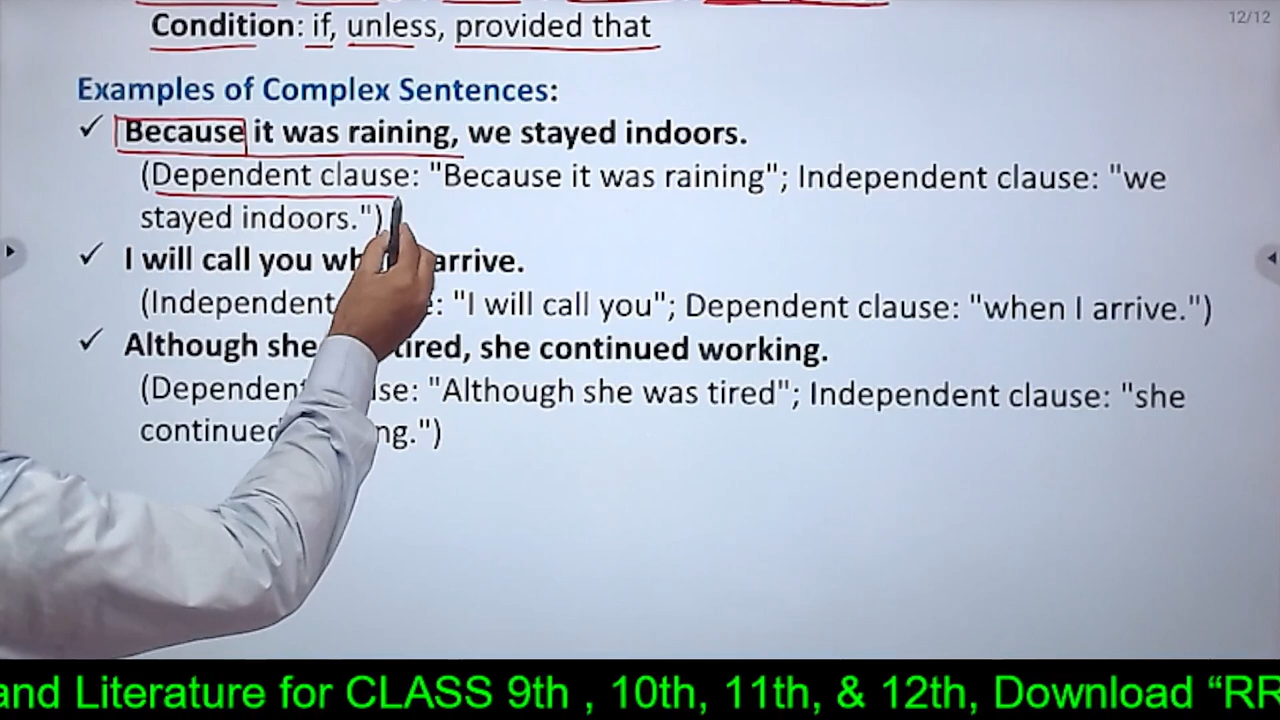 12/12
Condition: if, unless, provided that
Examples of Complex Sentences:
✓ Because it was raining, we stayed indoors.
(Dependent clause: "Because it was raining"; Independent clause: "we
stayed indoors.")
✓ I will call you wh arrive.
(Independent : "I will call you"; Dependent clause: "when I arrive.")
✓ Although she tired, she continued working.
(Dependent se: "Although she was tired"; Independent clause: "she
continued ng.")
and Literature for CLASS 9th , 10th, 11th, & 12th, Download “RR